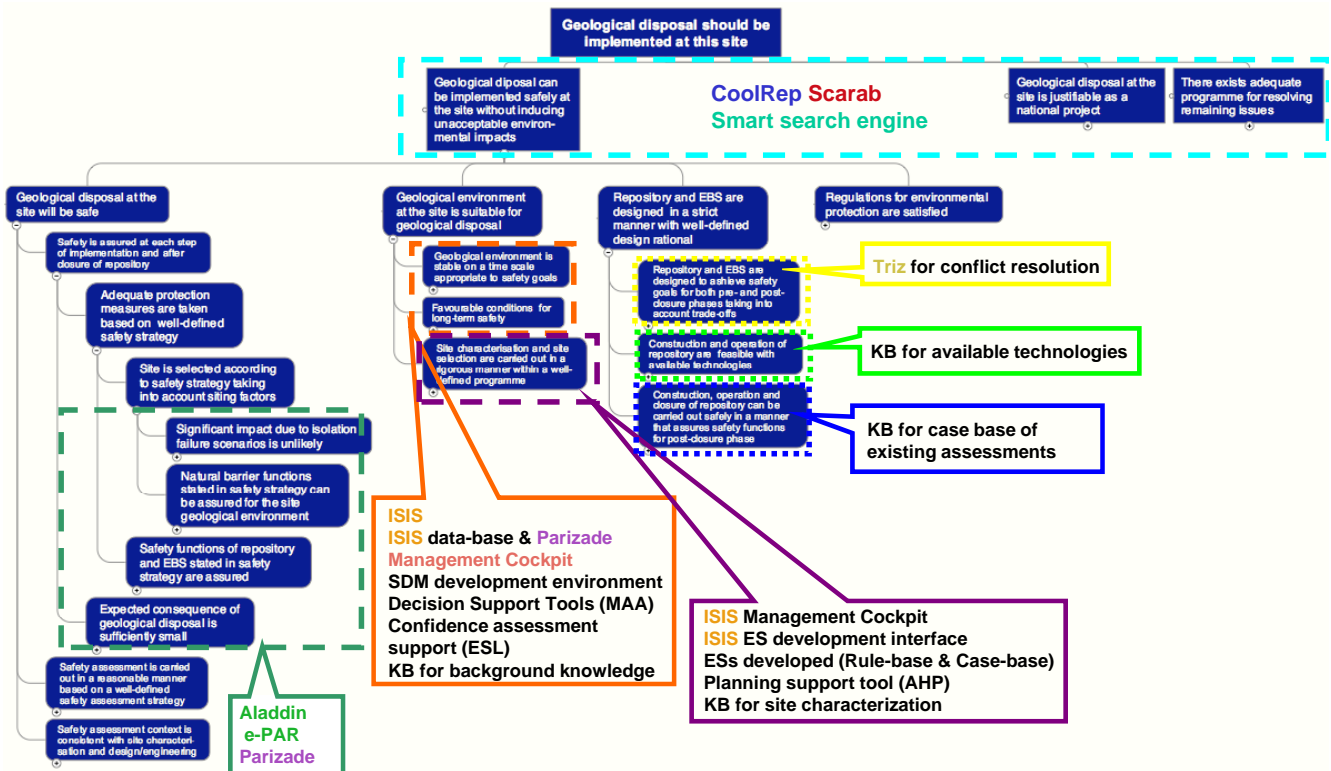 Geological disposal should be
implemented at this site
Geological diposal can
be implemented safely at
the site without inducing
unacceptable environ-
mental impacts
CoolRep Scarab
Smart search engine
Geological disposal at the
site is justifiable as a
national project
There exists adequate
programme for resolving
remaining issues
Geological disposal at the
site will be safe
Geological environment
at the site is suitable for
geological disposal
Repository and EBS are
designed in a strict
manner with well-defined
design rational
Regulations for environmental
protection are satisfied
Safety is assured at each step
of implementation and after
closure of repository
Adequate protection
measures are taken
based on well-defined
safety strategy
Site is selected according
to safety strategy taking
into account siting factors
Significant impact due to isolation
failure scenarios is unlikely
Natural barrier functions
stated in safety strategy can
be assured for the site
geological environment
Safety functions of repository
and EBS stated in safety
strategy are assured
Expected consequence of
geological disposal is
sufficiently small
Safety assessment is carried
out in a reasonable manner
based on a well-defined
safety assessment strategy
Safety assessment context is
consistent with site characteri-
sation and design/engineering
Geological environment is
stable on a time scale
appropriate to safety goals
Favourable conditions for
long-term safety
Site characterisation and site
selection are carried out in a
rigorous manner within a well-
defined programme
Repository and EBS are
designed to achieve safety
goals for both pre- and post-
closure phases taking into
account trade-offs
Construction and operation of
repository are feasible with
available technologies
Construction, operation and
closure of repository can be
carried out safely in a manner
that assures safety functions
for post-closure phase
Triz for conflict resolution
KB for available technologies
KB for case base of
existing assessments
ISIS
ISIS data-base & Parizade
Management Cockpit
SDM development environment
Decision Support Tools (MAA)
Confidence assessment
support (ESL)
KB for background knowledge
ISIS Management Cockpit
ISIS ES development interface
ESs developed (Rule-base & Case-base)
Planning support tool (AHP)
KB for site characterization
Aladdin
e-PAR
Parizade